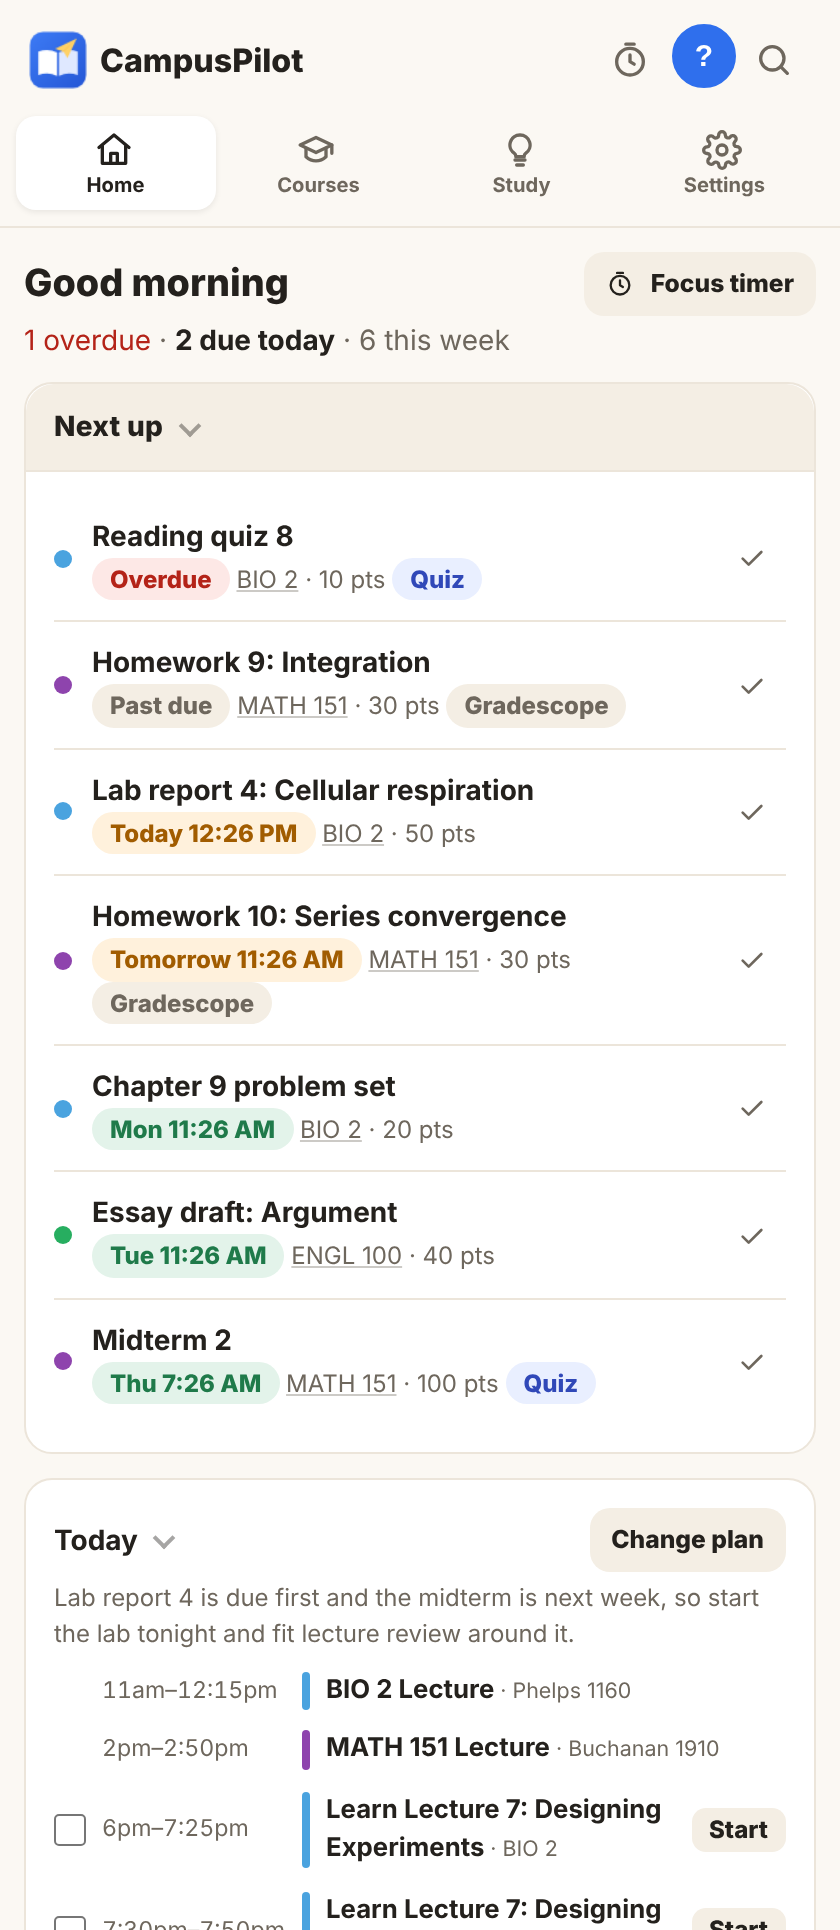 CampusPilot
?
Home
Courses
Study
Settings
Good morning
Focus timer
1 overdue · 2 due today · 6 this week
Next up
Reading quiz 8
Overdue BIO 2 · 10 pts Quiz
Homework 9: Integration
Past due MATH 151 · 30 pts Gradescope
Lab report 4: Cellular respiration
Today 12:26 PM BIO 2 · 50 pts
Homework 10: Series convergence
Tomorrow 11:26 AM MATH 151 · 30 pts
Gradescope
Chapter 9 problem set
Mon 11:26 AM BIO 2 · 20 pts
Essay draft: Argument
Tue 11:26 AM ENGL 100 · 40 pts
Midterm 2
Thu 7:26 AM MATH 151 · 100 pts Quiz
Today
Change plan
Lab report 4 is due first and the midterm is next week, so start
the lab tonight and fit lecture review around it.
11am–12:15pm BIO 2 Lecture · Phelps 1160
2pm–2:50pm MATH 151 Lecture · Buchanan 1910
6pm–7:25pm Learn Lecture 7: Designing
Experiments · BIO 2
Start
7:30pm–7:50pm Learn Lecture 7: Designing
Start